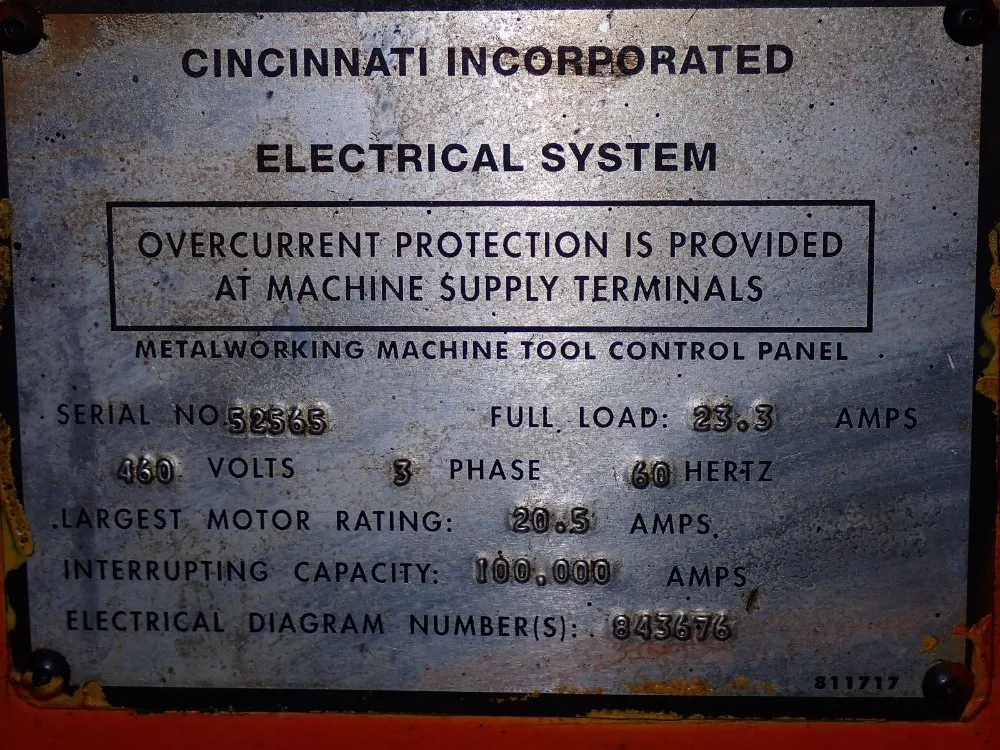 CINCINNATI INCORPORATED
ELECTRICAL SYSTEM
OVERCURRENT PROTECTION IS PROVIDED
AT MACHINE SUPPLY TERMINALS
METALWORKING MACHINE TOOL CONTROL PANEL
SERIAL NO. 52565 FULL LOAD: 23.3 AMPS
460 VOLTS 3 PHASE 60 HERTZ
LARGEST MOTOR RATING: 20.5 AMPS
INTERRUPTING CAPACITY: 100.000 AMPS
ELECTRICAL DIAGRAM NUMBER(S): 843676
811717